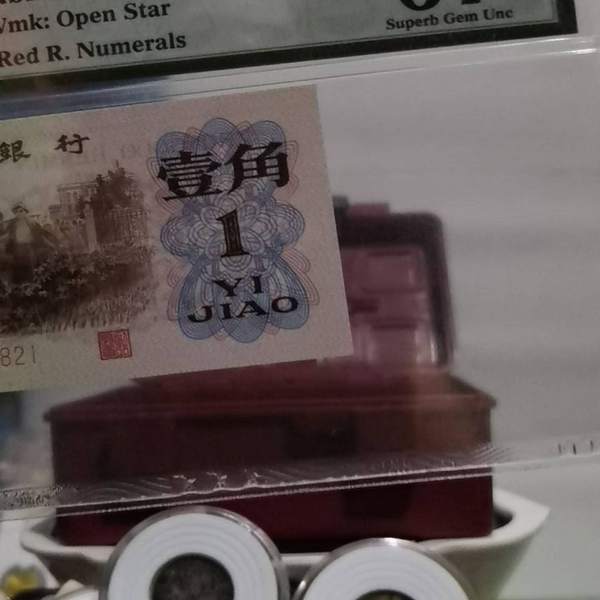 Wmk: Open Star
Red R. Numerals
Superb Gem Unc
銀行
壹角
1
YI
JIAO
821